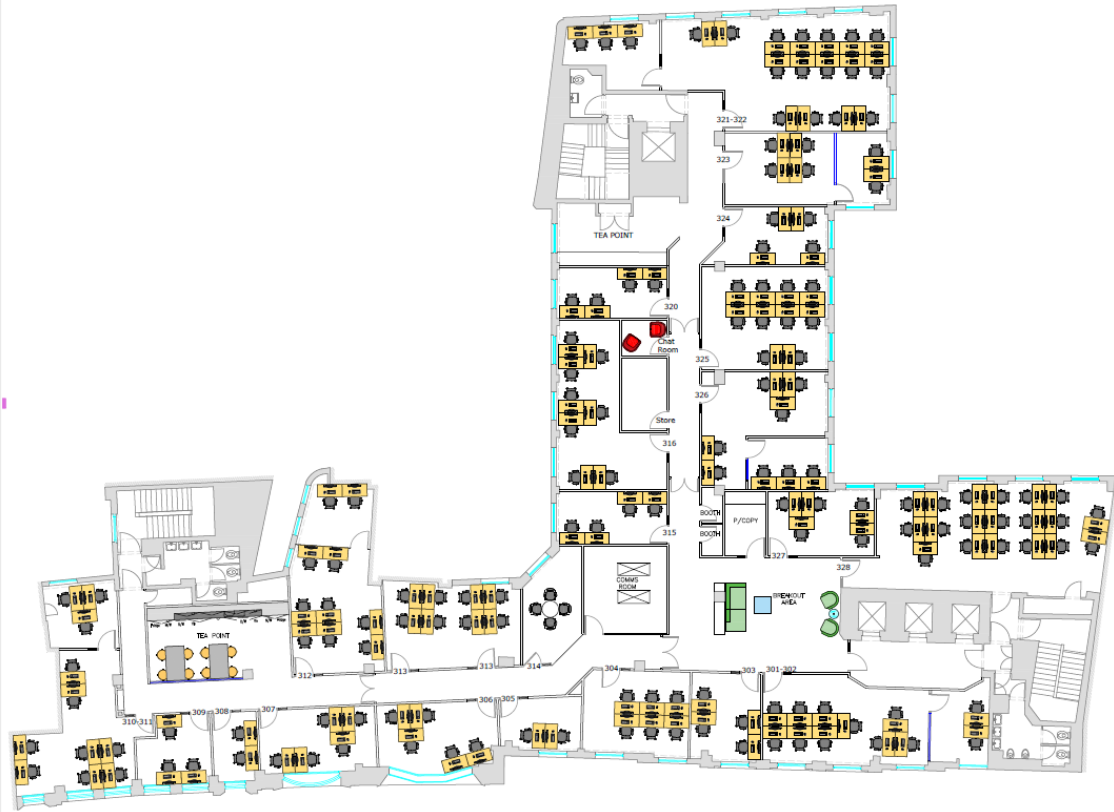 321-322
323
324
TEA POINT
320
Chat
Room
325
326
Store
316
BOOTH
P/COPY
BOOTH
315
327
328
COMMS
ROOM
BREAKOUT
AREA
TEA POINT
312
313
313
314
304
303
301-302
310-311
309
308
307
306
305